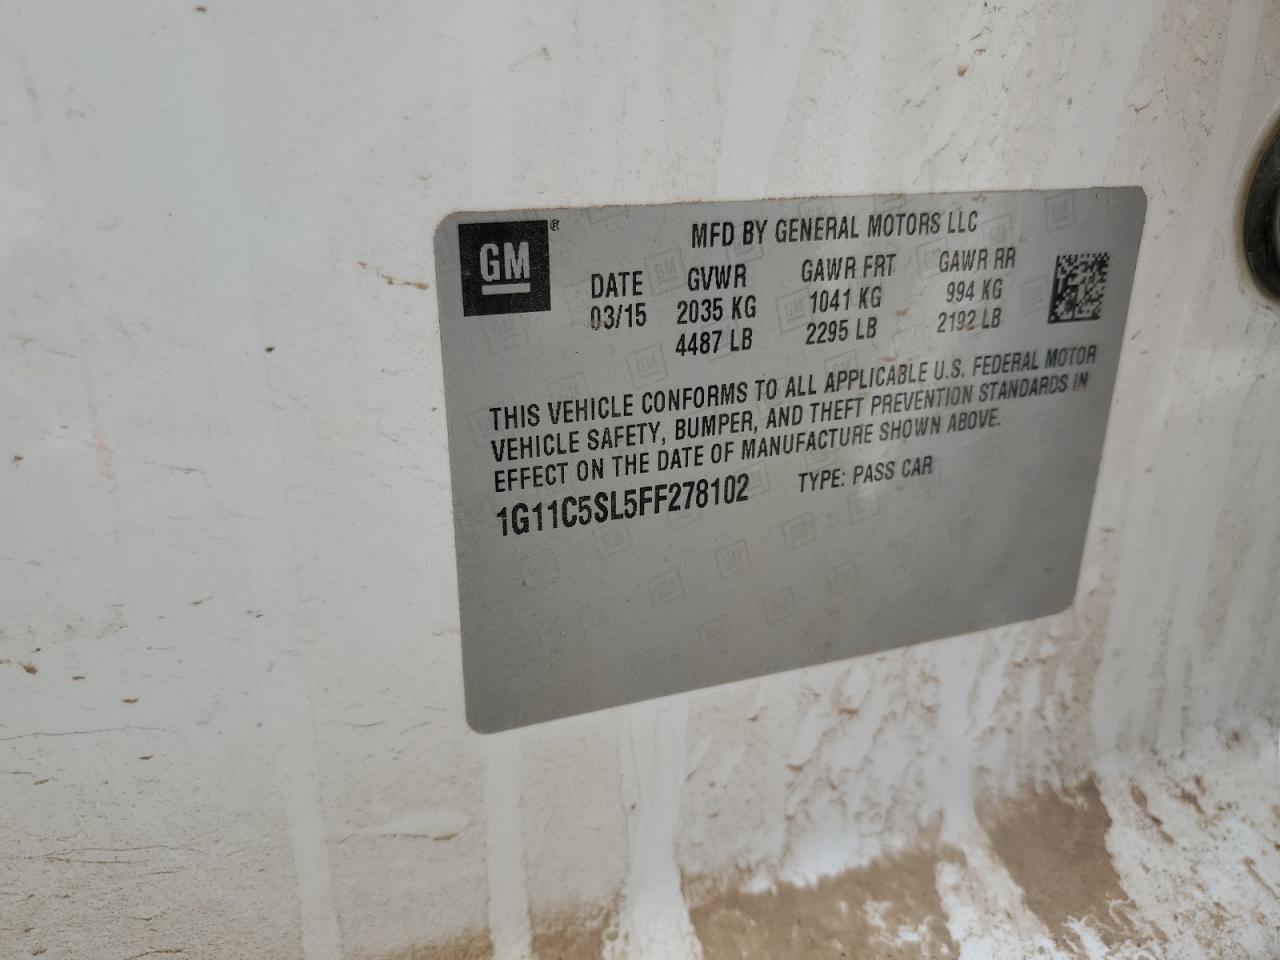 GM®
MFD BY GENERAL MOTORS LLC
DATE GVWR GAWR FRT GAWR RR
03/15 2035 KG 1041 KG 994 KG
4487 LB 2295 LB 2192 LB
THIS VEHICLE CONFORMS TO ALL APPLICABLE U.S. FEDERAL MOTOR
VEHICLE SAFETY, BUMPER, AND THEFT PREVENTION STANDARDS IN
EFFECT ON THE DATE OF MANUFACTURE SHOWN ABOVE.
1G11C5SL5FF278102 TYPE: PASS CAR